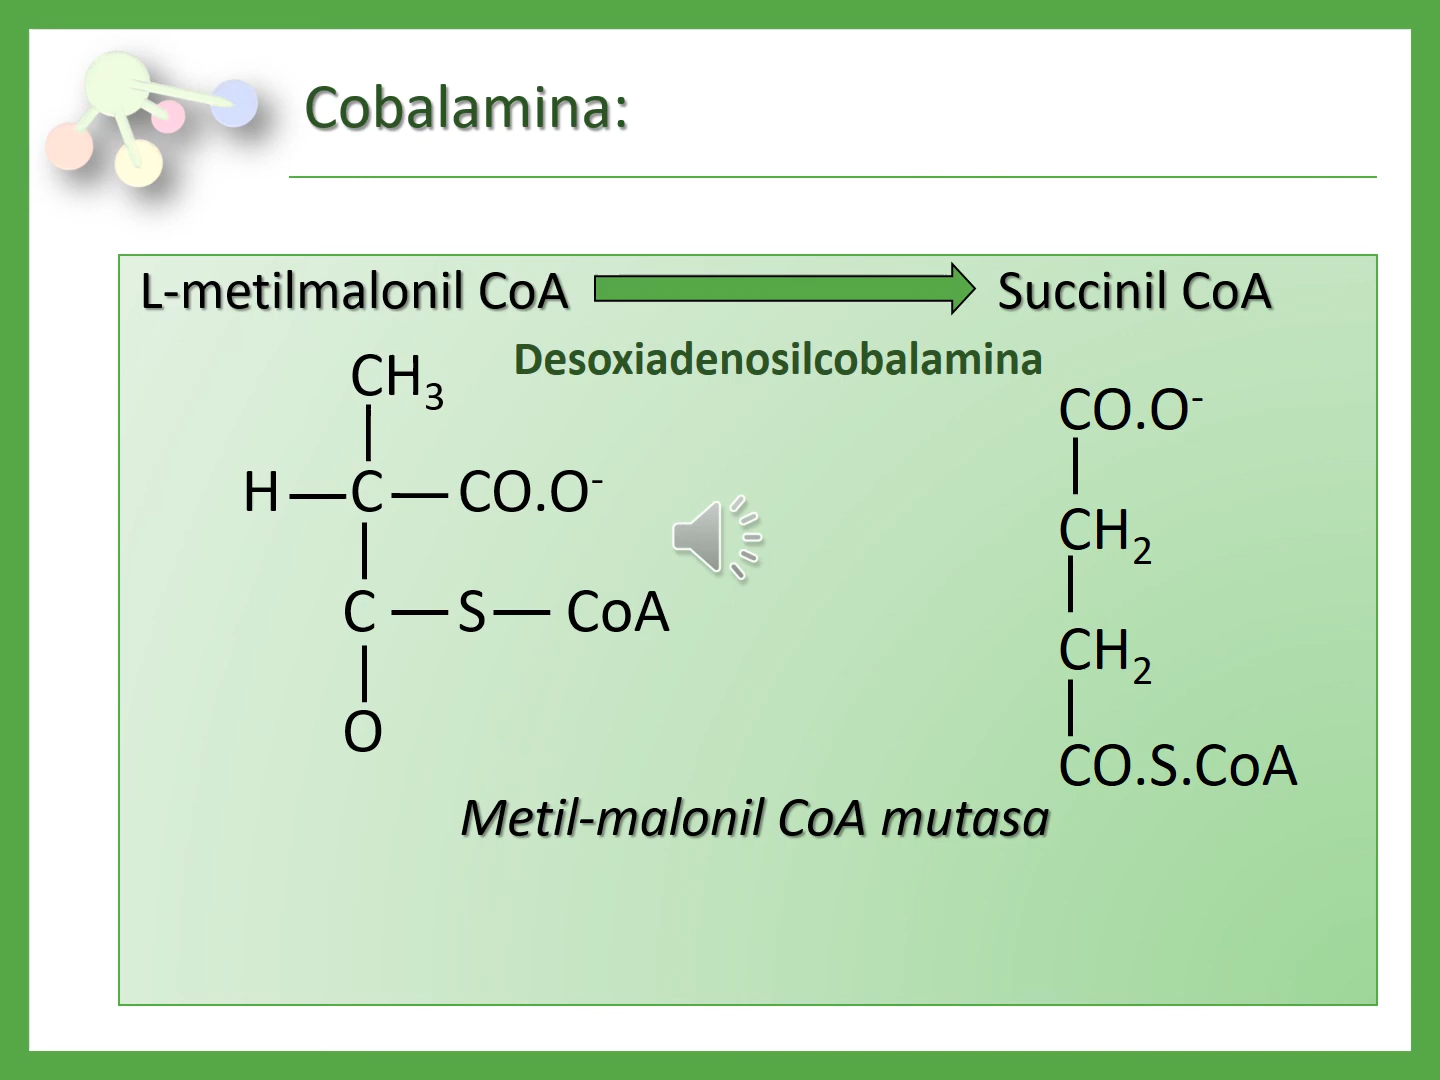 Cobalamina:
L-metilmalonil CoA Succinil CoA
Desoxiadenosilcobalamina
CH₃
H C CO.O⁻
C S CoA
O
CO.O⁻
CH₂
CH₂
CO.S.CoA
Metil-malonil CoA mutasa